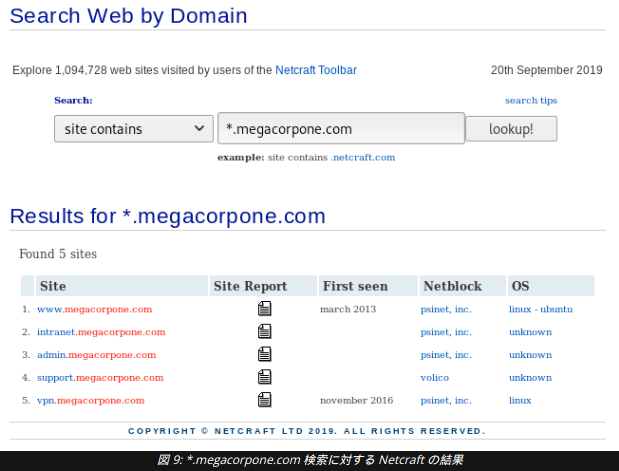 Search Web by Domain
Explore 1,094,728 web sites visited by users of the Netcraft Toolbar 20th September 2019
Search: search tips
site contains *.megacorpone.com lookup!
example: site contains .netcraft.com
Results for *.megacorpone.com
Found 5 sites
Site Site Report First seen Netblock OS
1. www.megacorpone.com march 2013 psinet, inc. linux - ubuntu
2. intranet.megacorpone.com psinet, inc. unknown
3. admin.megacorpone.com psinet, inc. unknown
4. support.megacorpone.com volico unknown
5. vpn.megacorpone.com november 2016 psinet, inc. linux
COPYRIGHT © NETCRAFT LTD 2019. ALL RIGHTS RESERVED.
図 9: *.megacorpone.com 検索に対する Netcraft の結果